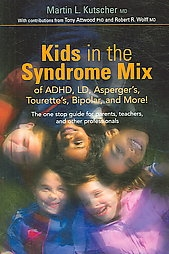 Martin L. Kutscher MD
With contributions from Tony Attwood PhD and Robert R. Wolff MD
Kids in the
Syndrome Mix
of ADHD, LD, Asperger's,
Tourette's, Bipolar, and More!
The one stop guide for parents, teachers,
and other professionals